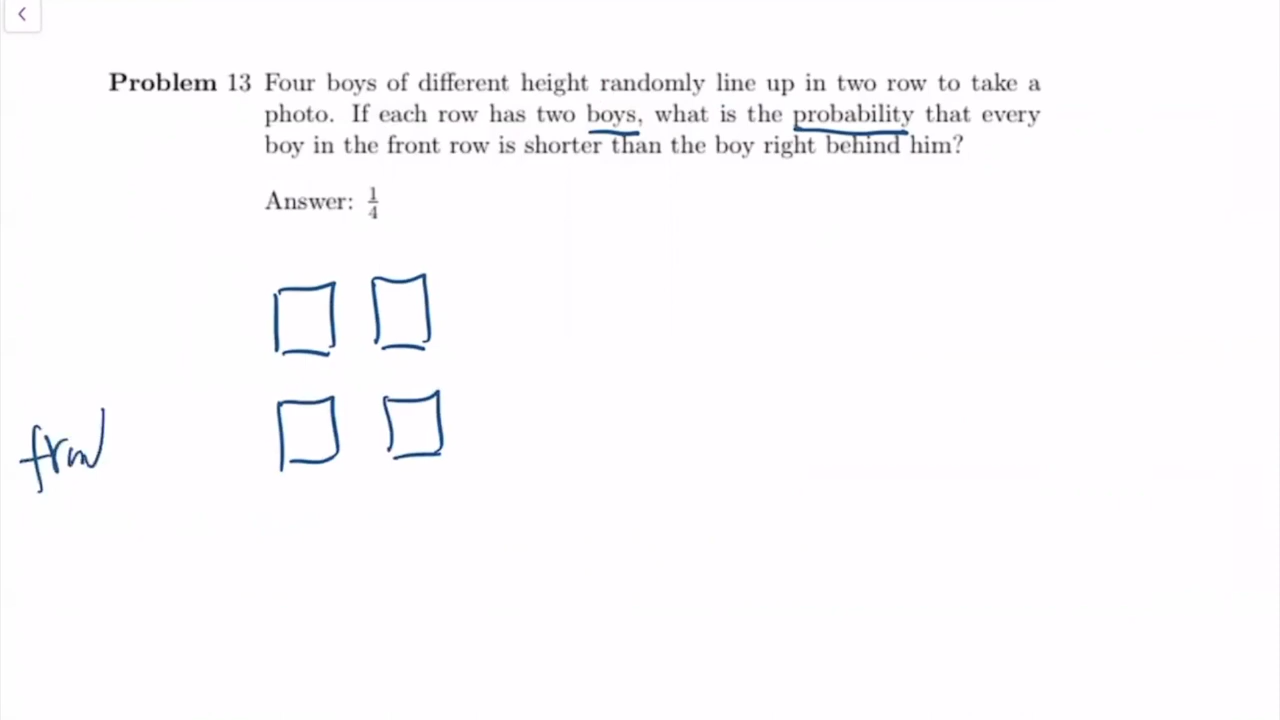 Problem 13 Four boys of different height randomly line up in two row to take a
photo. If each row has two boys, what is the probability that every
boy in the front row is shorter than the boy right behind him?
Answer: 1/4